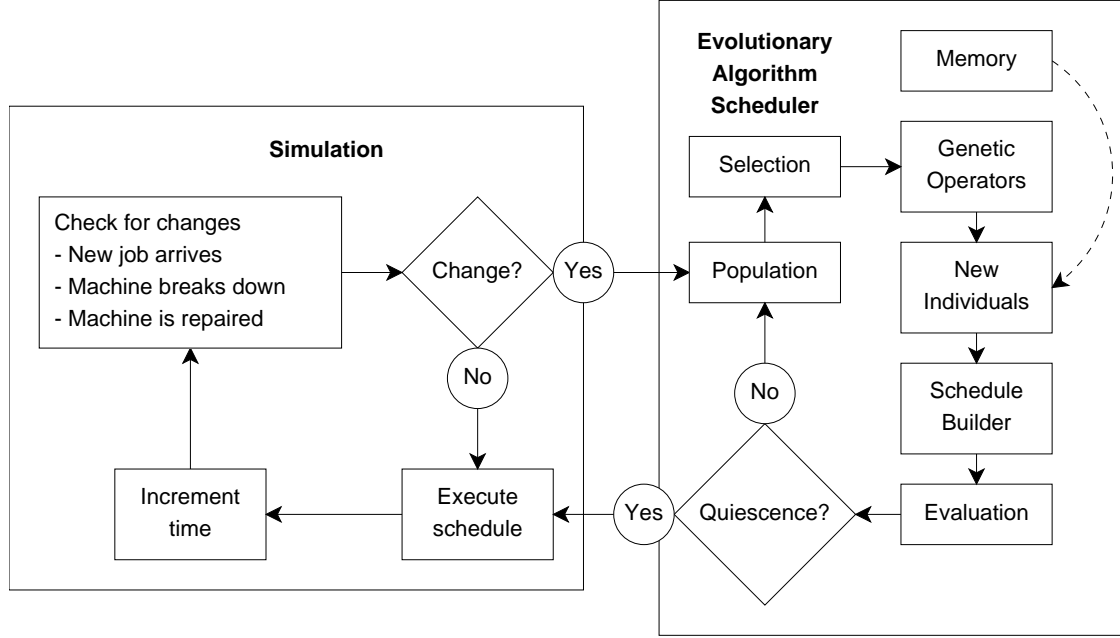 Simulation
Check for changes
- New job arrives
- Machine breaks down
- Machine is repaired
Change?
Yes
No
Increment
time
Execute
schedule
Evolutionary
Algorithm
Scheduler
Memory
Selection
Genetic
Operators
Population
New
Individuals
No
Schedule
Builder
Yes
Quiescence?
Evaluation